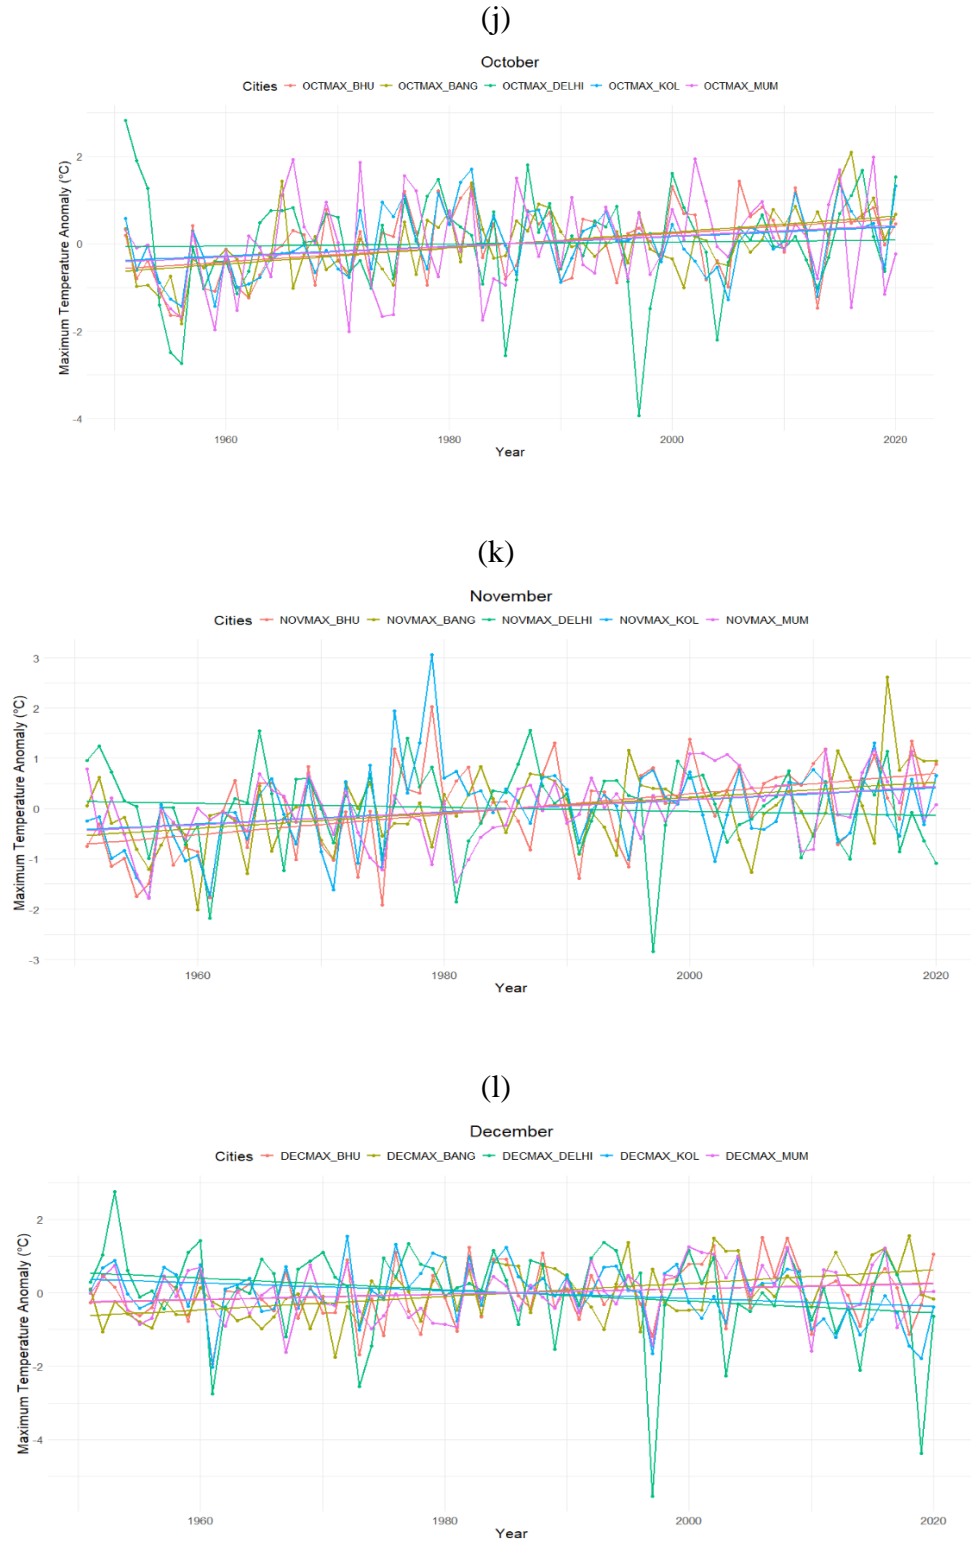 (j)
October
Cities OCTMAX_BHU OCTMAX_BANG OCTMAX_DELHI OCTMAX_KOL OCTMAX_MUM
Maximum Temperature Anomaly (°C)
2
0
-2
-4
1960 1980 2000 2020
Year
(k)
November
Cities NOVMAX_BHU NOVMAX_BANG NOVMAX_DELHI NOVMAX_KOL NOVMAX_MUM
Maximum Temperature Anomaly (°C)
3
2
1
0
-1
-2
-3
1960 1980 2000 2020
Year
(l)
December
Cities DECMAX_BHU DECMAX_BANG DECMAX_DELHI DECMAX_KOL DECMAX_MUM
Maximum Temperature Anomaly (°C)
2
0
-2
-4
1960 1980 2000 2020
Year